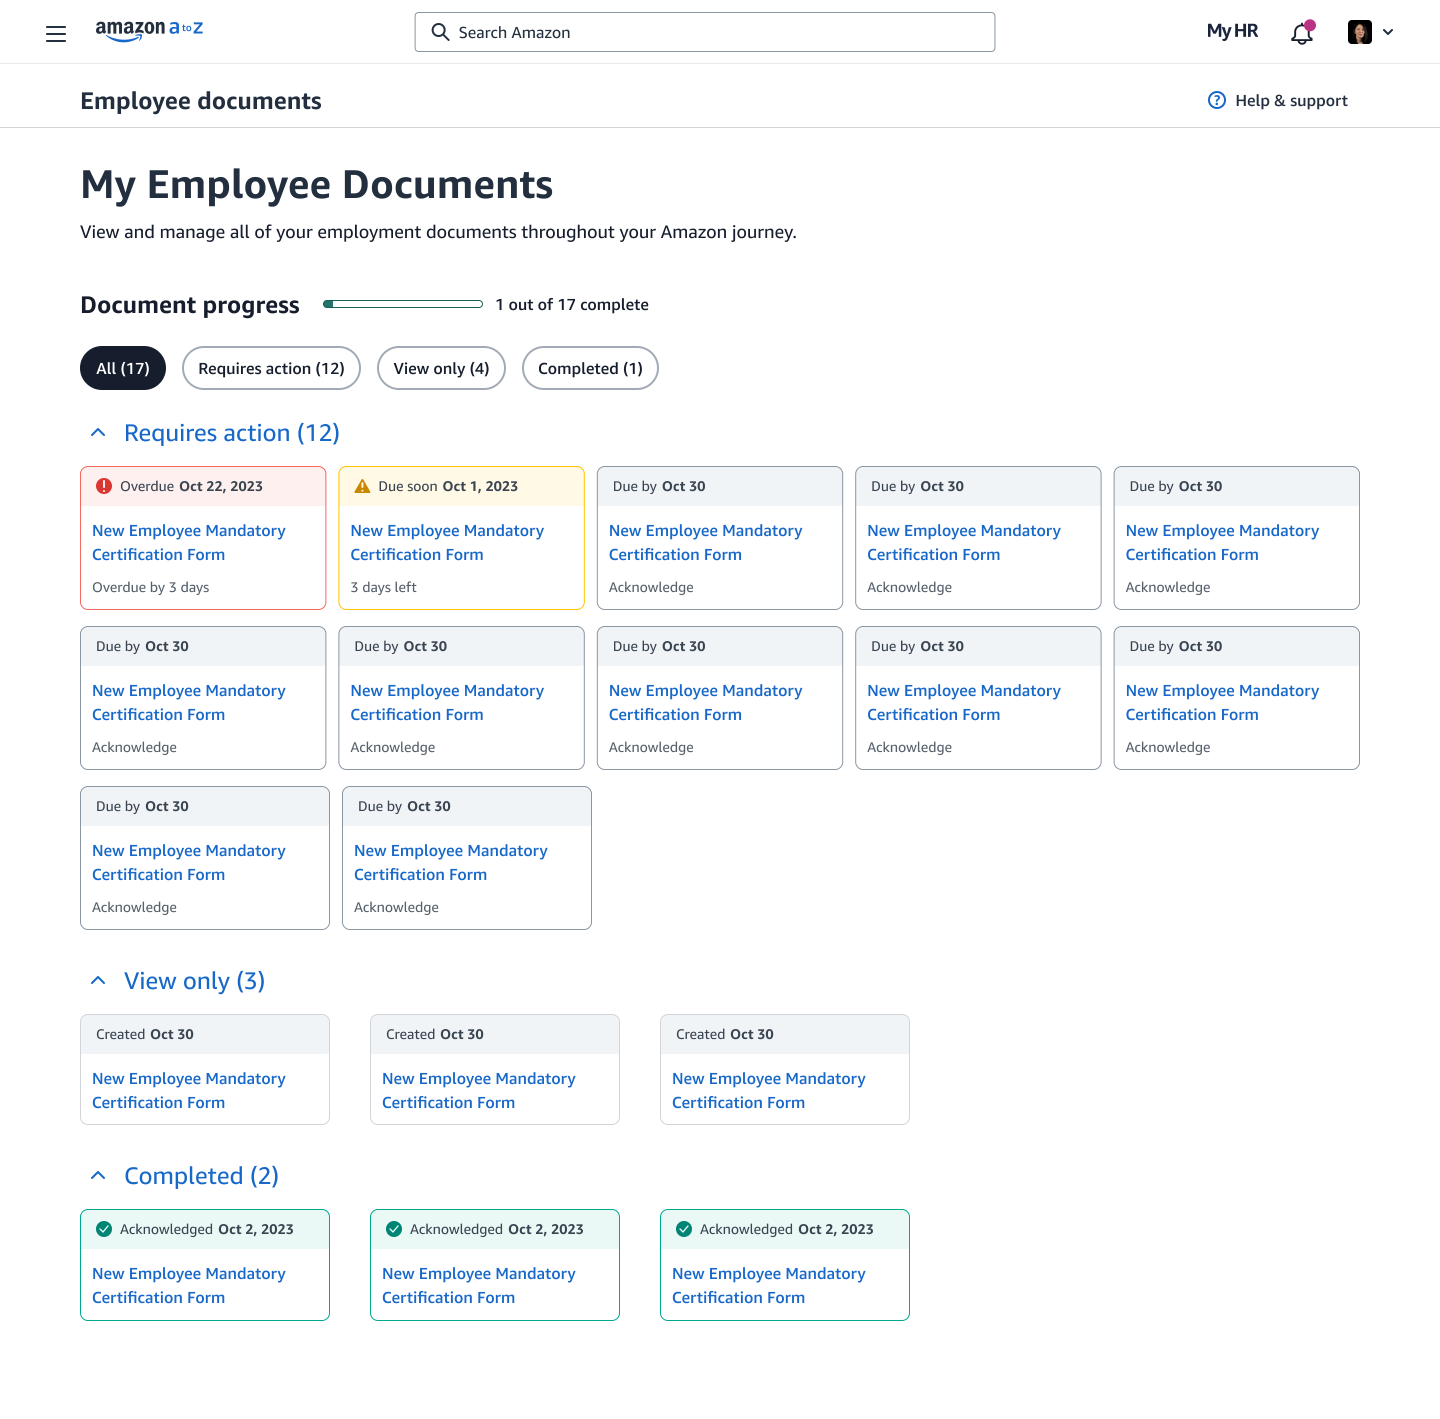 amazon a to z
Search Amazon
My HR
Employee documents
Help & support
My Employee Documents
View and manage all of your employment documents throughout your Amazon journey.
Document progress
1 out of 17 complete
All (17)
Requires action (12)
View only (4)
Completed (1)
Requires action (12)
Overdue Oct 22, 2023
New Employee Mandatory
Certification Form
Overdue by 3 days
Due soon Oct 1, 2023
New Employee Mandatory
Certification Form
3 days left
Due by Oct 30
New Employee Mandatory
Certification Form
Acknowledge
Due by Oct 30
New Employee Mandatory
Certification Form
Acknowledge
Due by Oct 30
New Employee Mandatory
Certification Form
Acknowledge
Due by Oct 30
New Employee Mandatory
Certification Form
Acknowledge
Due by Oct 30
New Employee Mandatory
Certification Form
Acknowledge
Due by Oct 30
New Employee Mandatory
Certification Form
Acknowledge
Due by Oct 30
New Employee Mandatory
Certification Form
Acknowledge
Due by Oct 30
New Employee Mandatory
Certification Form
Acknowledge
Due by Oct 30
New Employee Mandatory
Certification Form
Acknowledge
Due by Oct 30
New Employee Mandatory
Certification Form
Acknowledge
View only (3)
Created Oct 30
New Employee Mandatory
Certification Form
Created Oct 30
New Employee Mandatory
Certification Form
Created Oct 30
New Employee Mandatory
Certification Form
Completed (2)
Acknowledged Oct 2, 2023
New Employee Mandatory
Certification Form
Acknowledged Oct 2, 2023
New Employee Mandatory
Certification Form
Acknowledged Oct 2, 2023
New Employee Mandatory
Certification Form